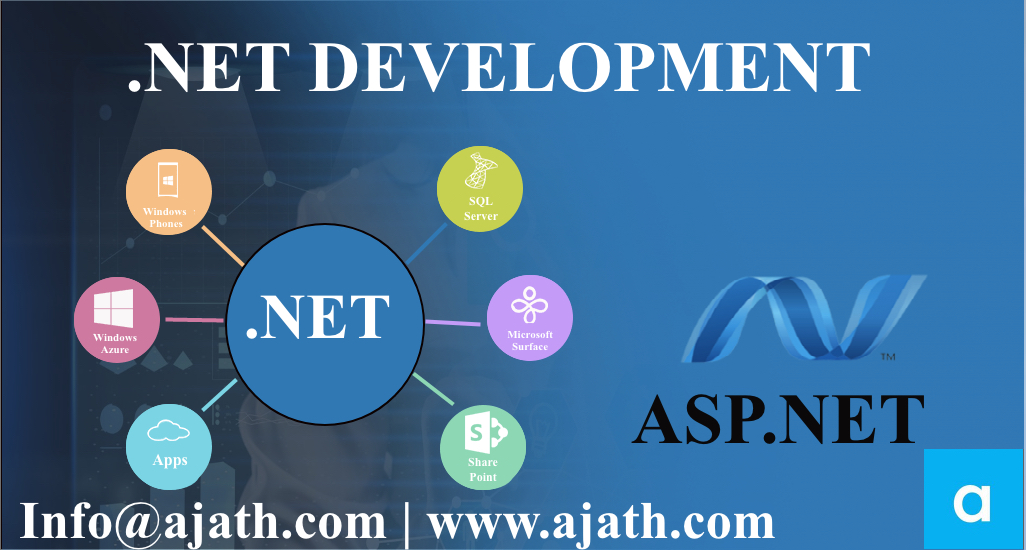 .NET DEVELOPMENT
Windows
Phones
SQL
Server
.NET
Windows
Azure
Microsoft
Surface
Apps
Share
Point
S
TM
ASP.NET
a
Info@ajath.com | www.ajath.com